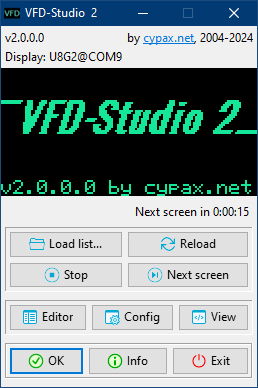 VFD VFD-Studio 2
v2.0.0.0 by cypax.net, 2004-2024
Display: U8G2@COM9
VFD-Studio 2
v2.0.0.0 by cypax.net
Next screen in 0:00:15
Load list... Reload
Stop Next screen
Editor Config View
OK Info Exit